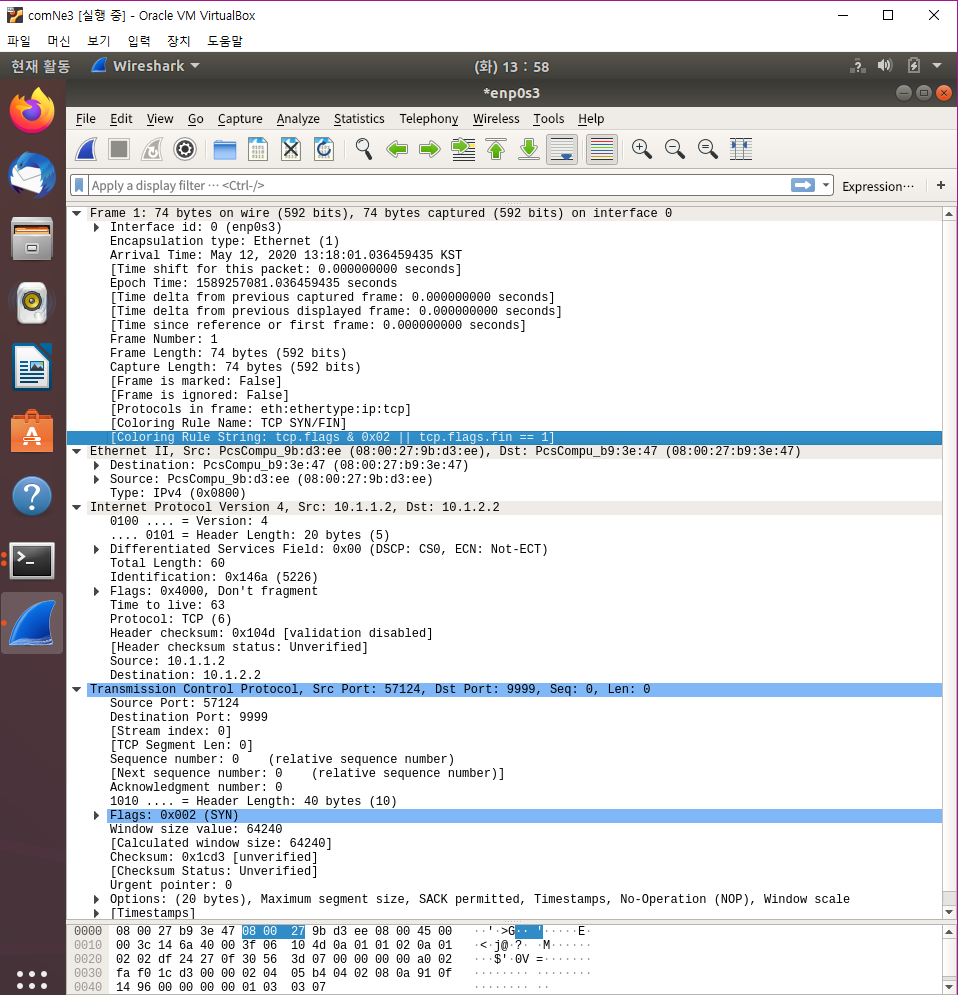 comNe3 [실행 중] - Oracle VM VirtualBox
파일 머신 보기 입력 장치 도움말
현재 활동 Wireshark (화) 13 : 58
*enp0s3
File Edit View Go Capture Analyze Statistics Telephony Wireless Tools Help
Apply a display filter ··· <Ctrl-/> Expression··· +
Frame 1: 74 bytes on wire (592 bits), 74 bytes captured (592 bits) on interface 0
Interface id: 0 (enp0s3)
Encapsulation type: Ethernet (1)
Arrival Time: May 12, 2020 13:18:01.036459435 KST
[Time shift for this packet: 0.000000000 seconds]
Epoch Time: 1589257081.036459435 seconds
[Time delta from previous captured frame: 0.000000000 seconds]
[Time delta from previous displayed frame: 0.000000000 seconds]
[Time since reference or first frame: 0.000000000 seconds]
Frame Number: 1
Frame Length: 74 bytes (592 bits)
Capture Length: 74 bytes (592 bits)
[Frame is marked: False]
[Frame is ignored: False]
[Protocols in frame: eth:ethertype:ip:tcp]
[Coloring Rule Name: TCP SYN/FIN]
[Coloring Rule String: tcp.flags & 0x02 || tcp.flags.fin == 1]
Ethernet II, Src: PcsCompu_9b:d3:ee (08:00:27:9b:d3:ee), Dst: PcsCompu_b9:3e:47 (08:00:27:b9:3e:47)
Destination: PcsCompu_b9:3e:47 (08:00:27:b9:3e:47)
Source: PcsCompu_9b:d3:ee (08:00:27:9b:d3:ee)
Type: IPv4 (0x0800)
Internet Protocol Version 4, Src: 10.1.1.2, Dst: 10.1.2.2
0100 .... = Version: 4
.... 0101 = Header Length: 20 bytes (5)
Differentiated Services Field: 0x00 (DSCP: CS0, ECN: Not-ECT)
Total Length: 60
Identification: 0x146a (5226)
Flags: 0x4000, Don't fragment
Time to live: 63
Protocol: TCP (6)
Header checksum: 0x104d [validation disabled]
[Header checksum status: Unverified]
Source: 10.1.1.2
Destination: 10.1.2.2
Transmission Control Protocol, Src Port: 57124, Dst Port: 9999, Seq: 0, Len: 0
Source Port: 57124
Destination Port: 9999
[Stream index: 0]
[TCP Segment Len: 0]
Sequence number: 0 (relative sequence number)
[Next sequence number: 0 (relative sequence number)]
Acknowledgment number: 0
1010 .... = Header Length: 40 bytes (10)
Flags: 0x002 (SYN)
Window size value: 64240
[Calculated window size: 64240]
Checksum: 0x1cd3 [unverified]
[Checksum Status: Unverified]
Urgent pointer: 0
Options: (20 bytes), Maximum segment size, SACK permitted, Timestamps, No-Operation (NOP), Window scale
[Timestamps]
0000 08 00 27 b9 3e 47 08 00 27 9b d3 ee 08 00 45 00 ··'·>G··'·····E·
0010 00 3c 14 6a 40 00 3f 06 10 4d 0a 01 01 02 0a 01 ·<·j@·?··M······
0020 02 02 df 24 27 0f 30 56 3d 07 00 00 00 00 a0 02 ···$'·0V=·······
0030 fa f0 1c d3 00 00 02 04 05 b4 04 02 08 0a 91 0f ················
0040 14 96 00 00 00 00 01 03 03 07 ··········